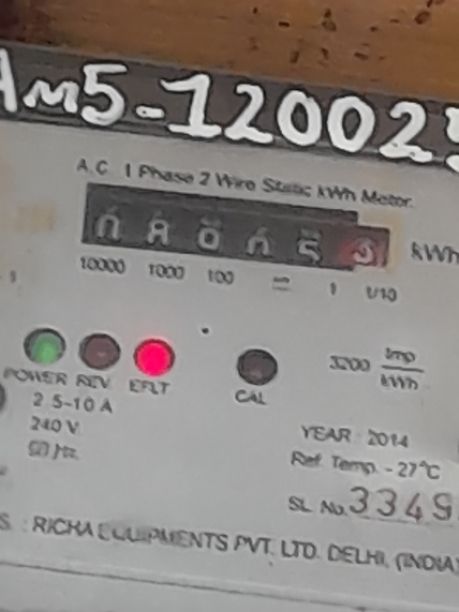 AM5-12002
A.C. 1 Phase 2 Wire Static kWh Meter.
kWh
10000 1000 100 1 1/10
POWER REV. EFLT CAL
3200 Imp/kWh
2.5-10 A
240 V.
50 Hz.
YEAR : 2014
Ref. Temp. - 27°C
SL. No. 3349
S. : RICHA EQUIPMENTS PVT. LTD. DELHI, (INDIA